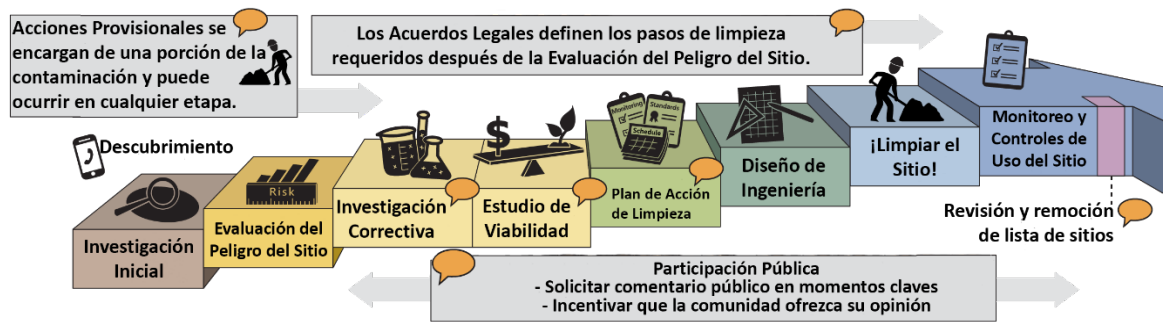 Acciones Provisionales se
encargan de una porción de la
contaminación y puede
ocurrir en cualquier etapa.
Los Acuerdos Legales definen los pasos de limpieza
requeridos después de la Evaluación del Peligro del Sitio.
Descubrimiento
Investigación
Inicial
Risk
Evaluación del
Peligro del Sitio
Investigación
Correctiva
$
Estudio de
Viabilidad
Monitoring
Standards
Schedule
Plan de Acción
de Limpieza
Diseño de
Ingeniería
¡Limpiar el
Sitio!
Monitoreo y
Controles de
Uso del Sitio
Revisión y remoción
de lista de sitios
Participación Pública
- Solicitar comentario público en momentos claves
- Incentivar que la comunidad ofrezca su opinión